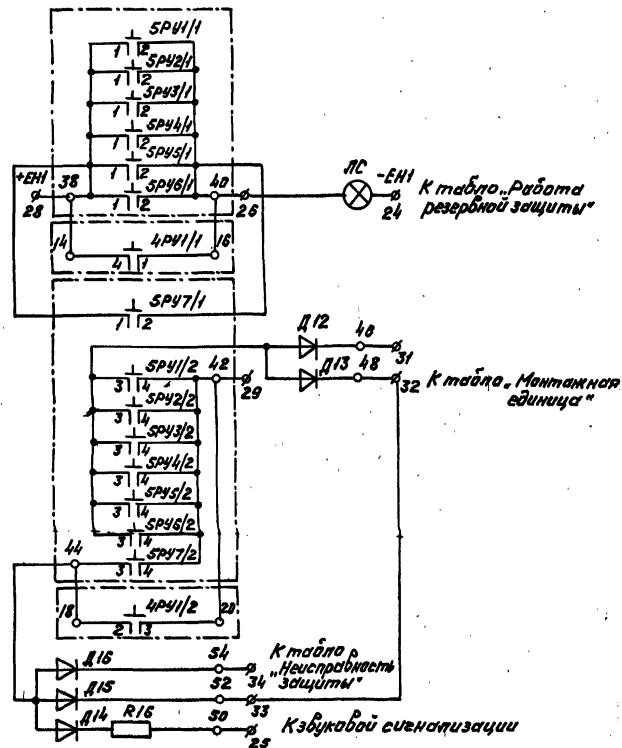 5РУ1/1
1 2
5РУ2/1
1 2
5РУ3/1
1 2
5РУ4/1
1 2
5РУ5/1
1 2
5РУ6/1
1 2
+ЕН1
28
38
40
26
ЛС
-ЕН1
24
К табло „Работа
резервной защиты"
14
4РУ1/1
16
4 1
5РУ7/1
1 2
Д12
46
31
Д13
48
32
К табло „Монтажная
единица"
5РУ1/2
3 4
42
29
5РУ2/2
3 4
5РУ3/2
3 4
5РУ4/2
3 4
5РУ5/2
3 4
5РУ6/2
3 4
5РУ7/2
3 4
44
18
4РУ1/2
20
2 3
Д16
54
34
К табло
„Неисправность
защиты"
Д15
52
33
Д14
R16
50
25
К звуковой сигнализации